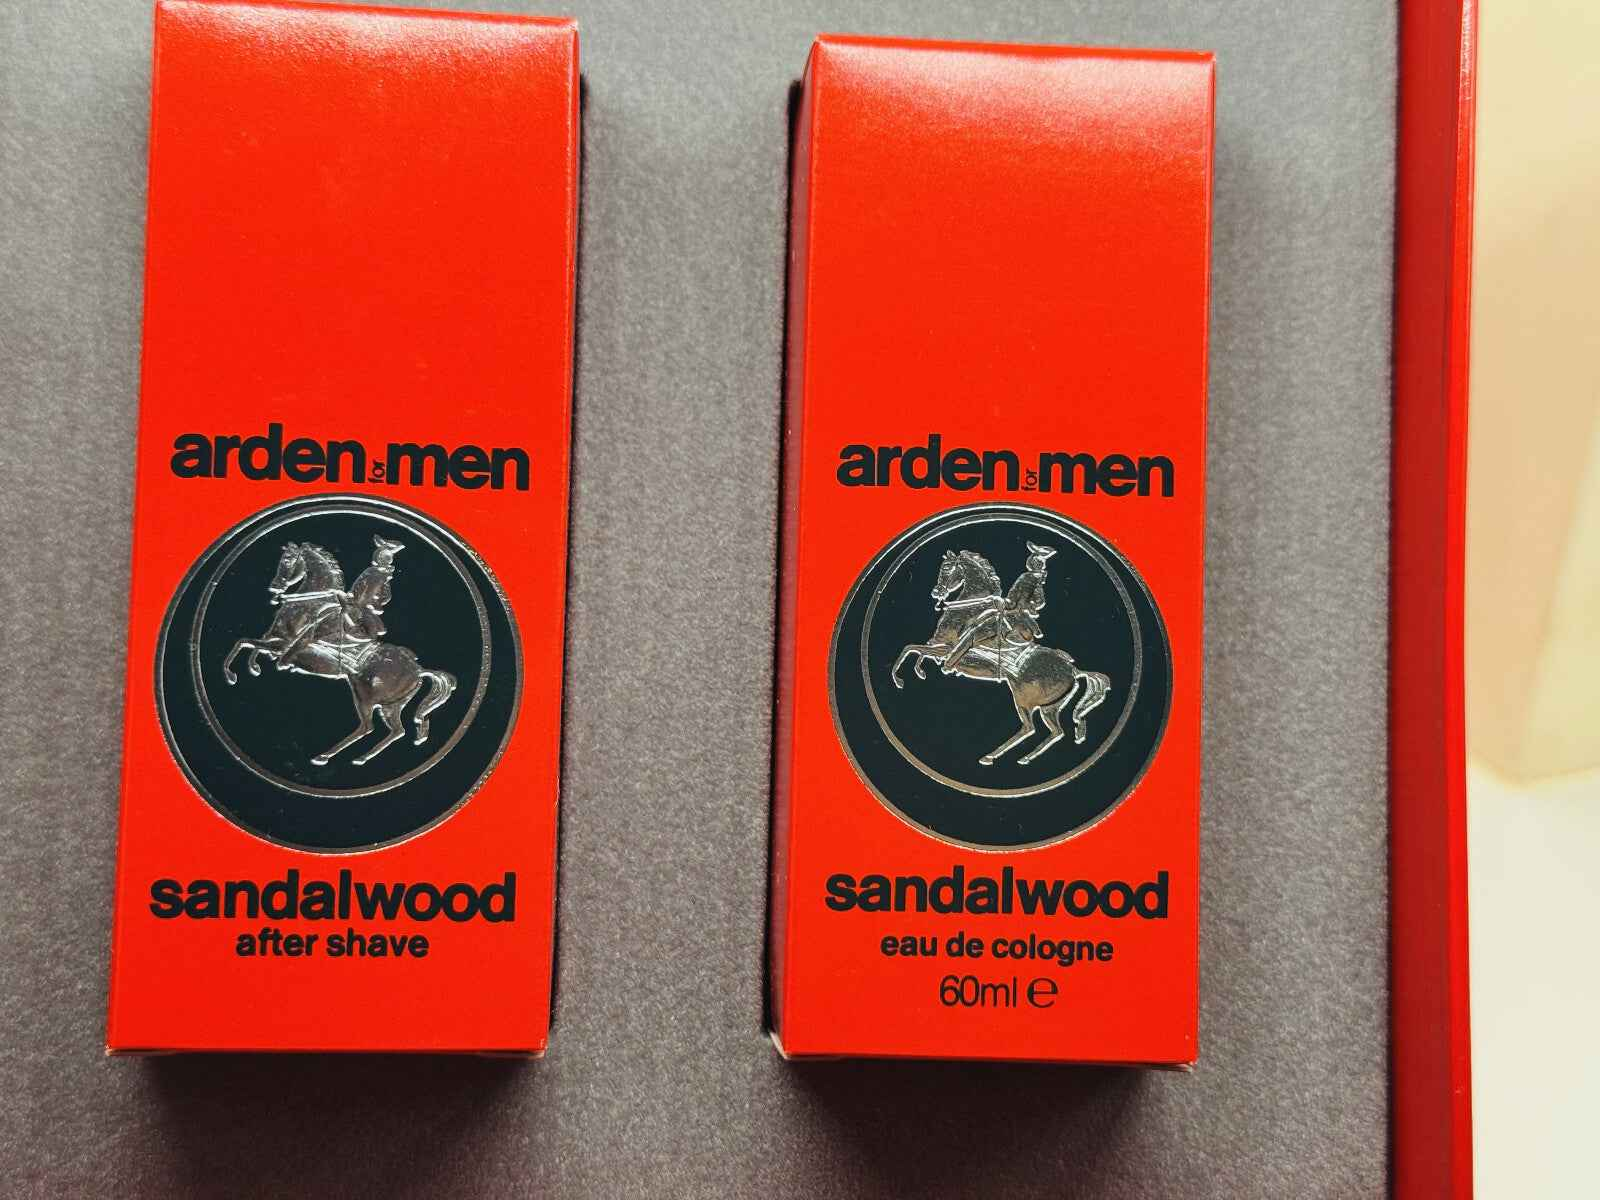 arden for men
sandalwood
after shave
arden for men
sandalwood
eau de cologne
60ml ℮